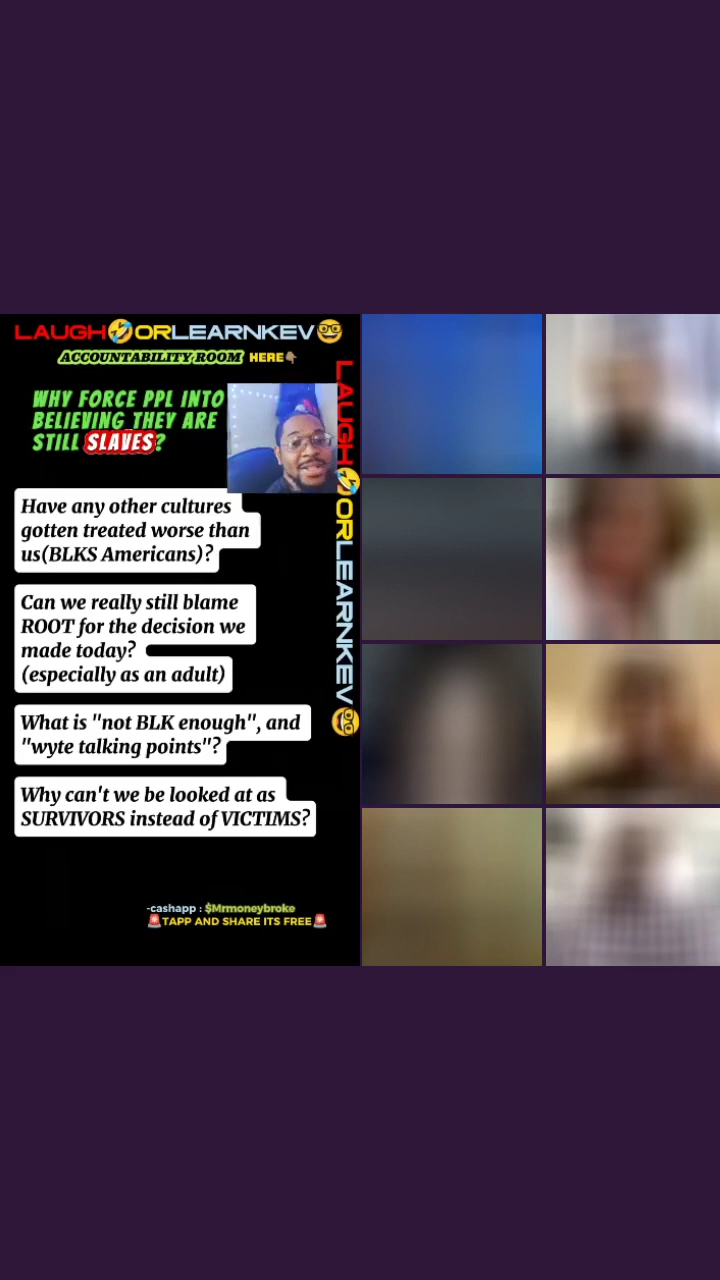 LAUGH🤣ORLEARNKEV🤓
ACCOUNTABILITY ROOM HERE👇🏽
WHY FORCE PPL INTO
BELIEVING THEY ARE
STILL SLAVES?
Have any other cultures
gotten treated worse than
us(BLKS Americans)?
Can we really still blame
ROOT for the decision we
made today?
(especially as an adult)
What is "not BLK enough", and
"wyte talking points"?
Why can't we be looked at as
SURVIVORS instead of VICTIMS?
-cashapp : $Mrmoneybroke
🚨TAPP AND SHARE ITS FREE🚨
LAUGH🤣ORLEARNKEV🤓